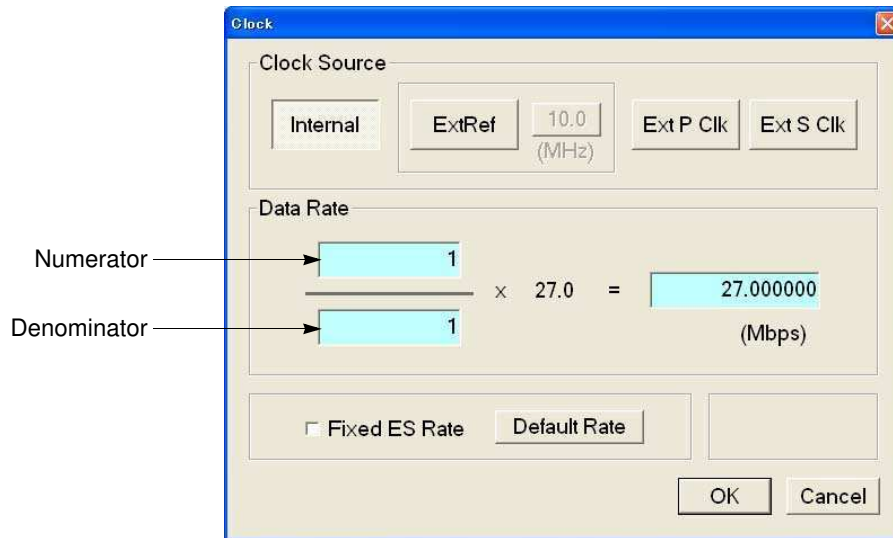 Clock
Clock Source
Internal
ExtRef
10.0
(MHz)
Ext P Clk
Ext S Clk
Data Rate
Numerator
1
x 27.0 = 27.000000
Denominator
1
(Mbps)
Fixed ES Rate
Default Rate
OK
Cancel